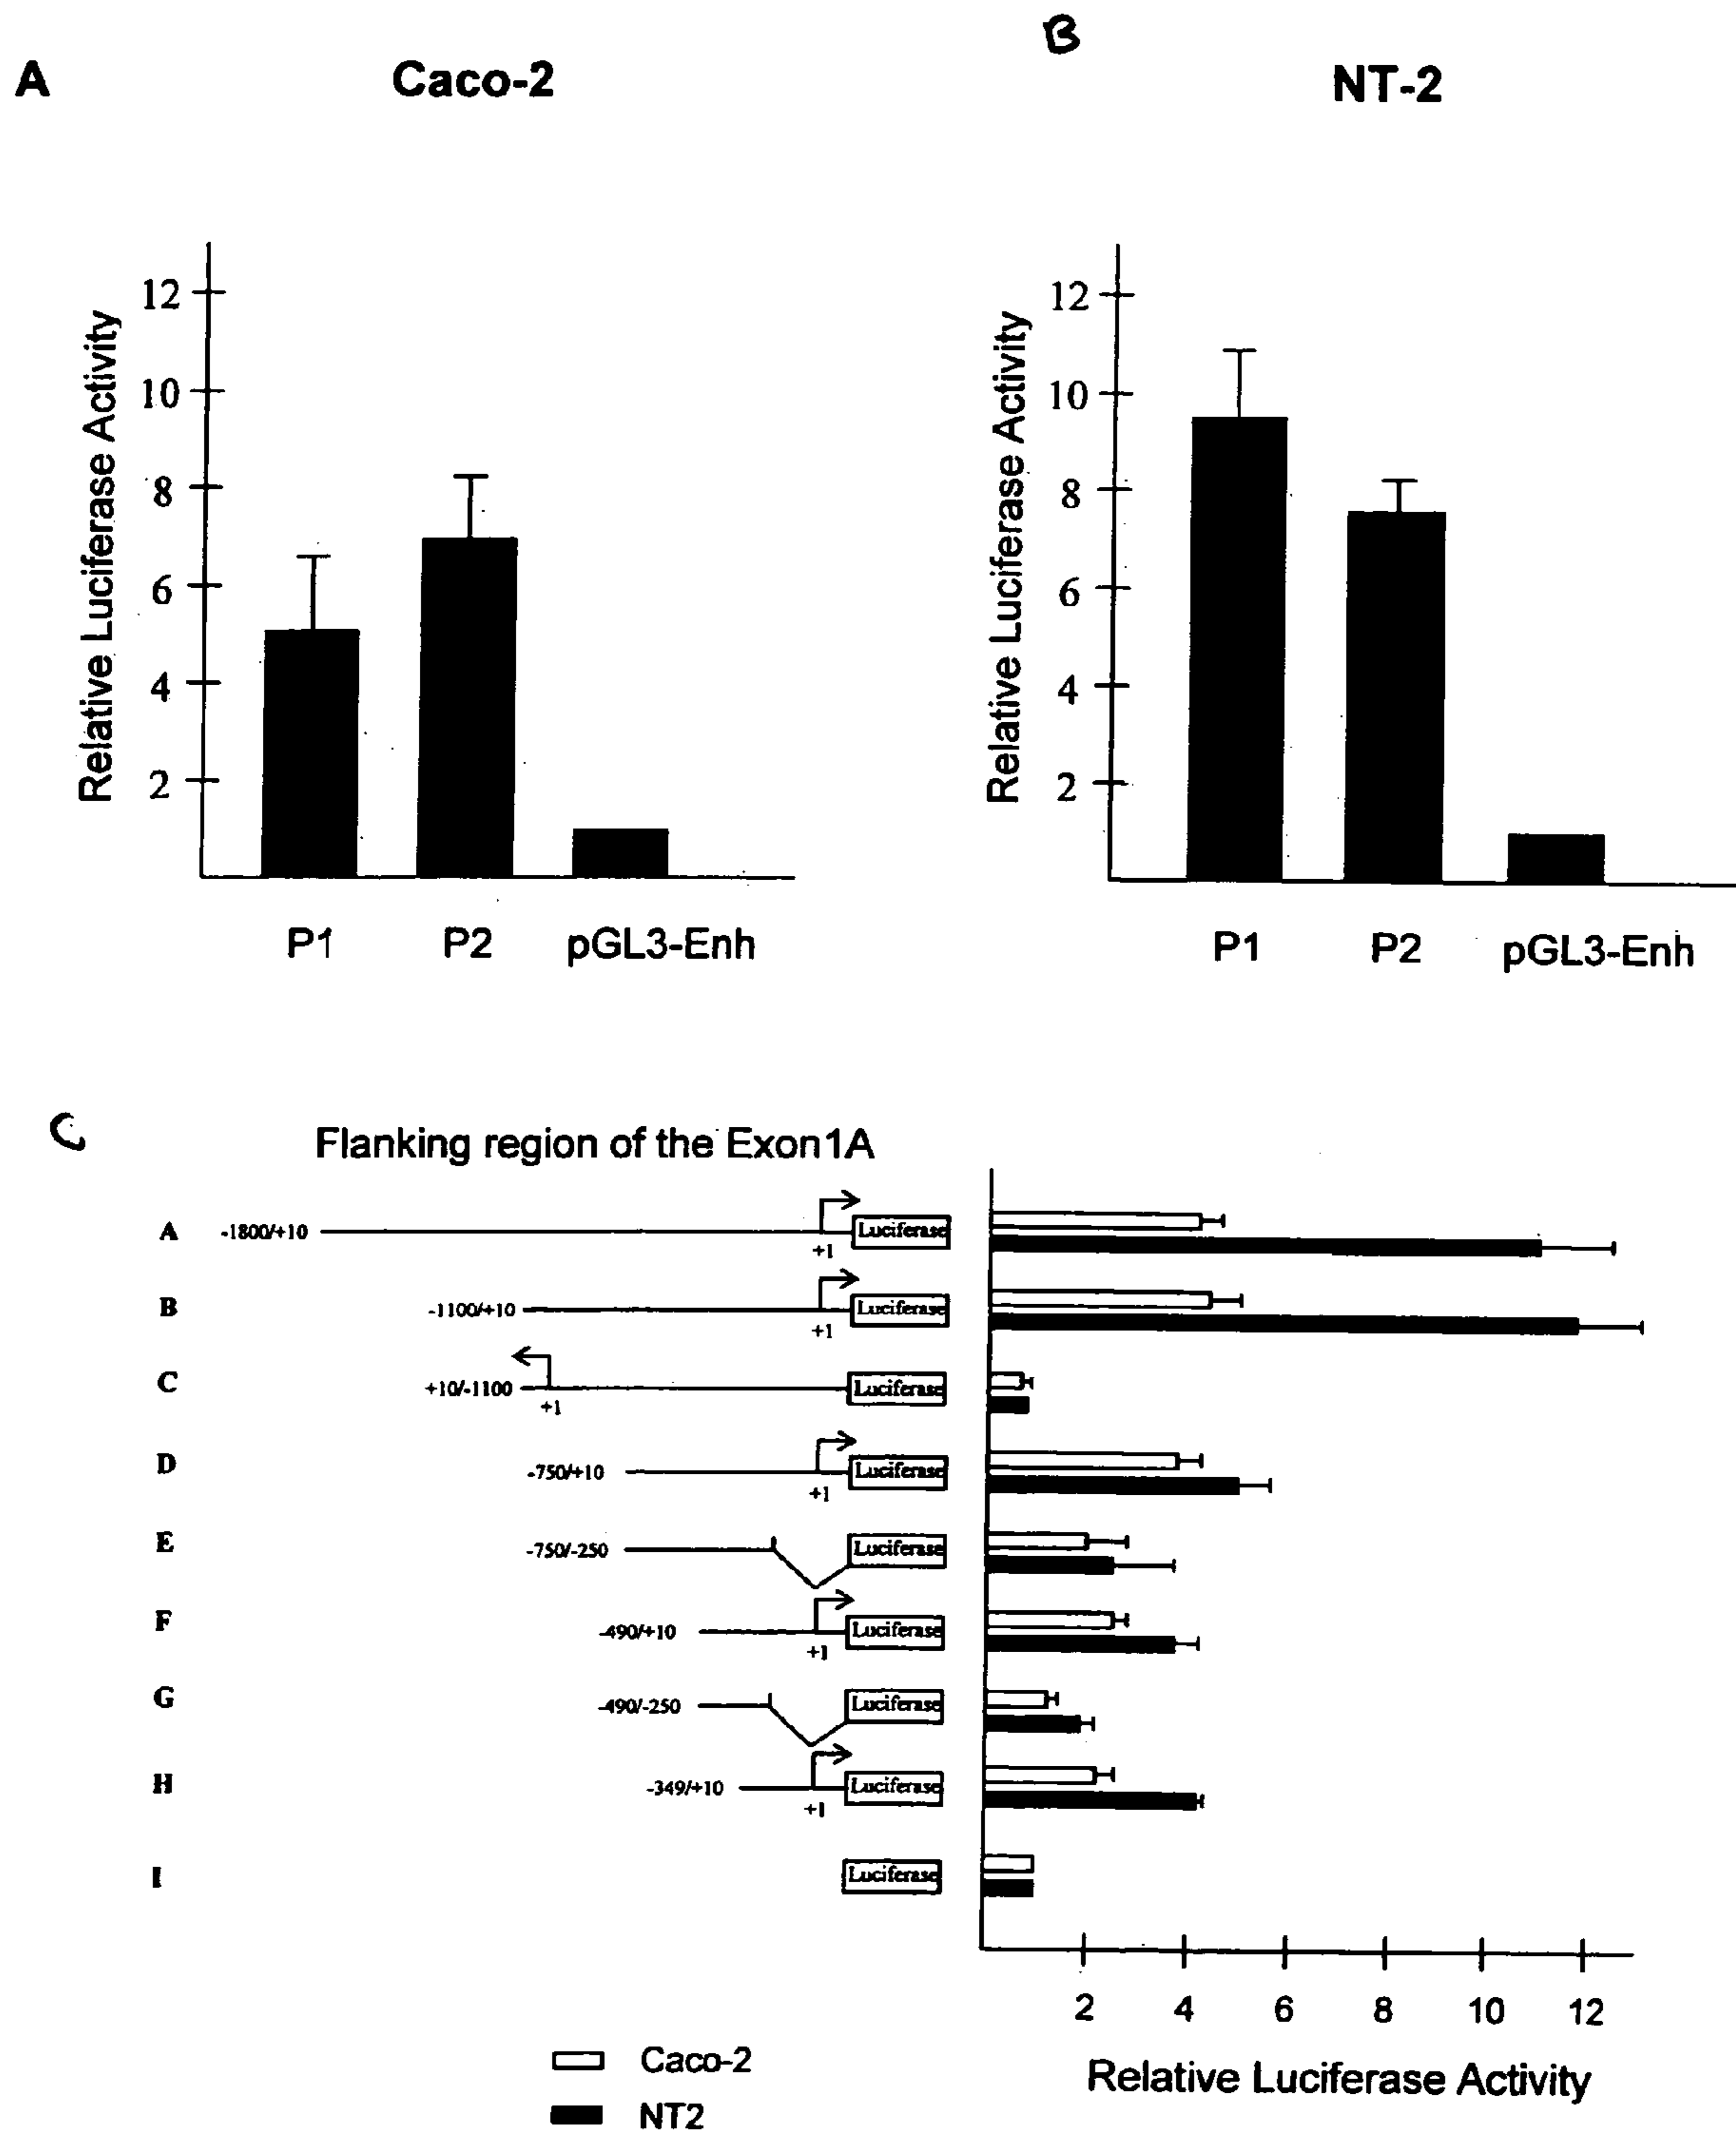 A
Caco-2
B
NT-2
Relative Luciferase Activity
12
10
8
6
4
2
P1
P2
pGL3-Enh
Relative Luciferase Activity
12
10
8
6
4
2
P1
P2
pGL3-Enh
C
Flanking region of the Exon1A
A
-1800/+10
+1
Luciferase
B
-1100/+10
+1
Luciferase
C
+10/-1100
+1
Luciferase
D
-750/+10
+1
Luciferase
E
-750/-250
Luciferase
F
-490/+10
+1
Luciferase
G
-490/-250
Luciferase
H
-349/+10
+1
Luciferase
I
Luciferase
2 4 6 8 10 12
Relative Luciferase Activity
Caco-2
NT2